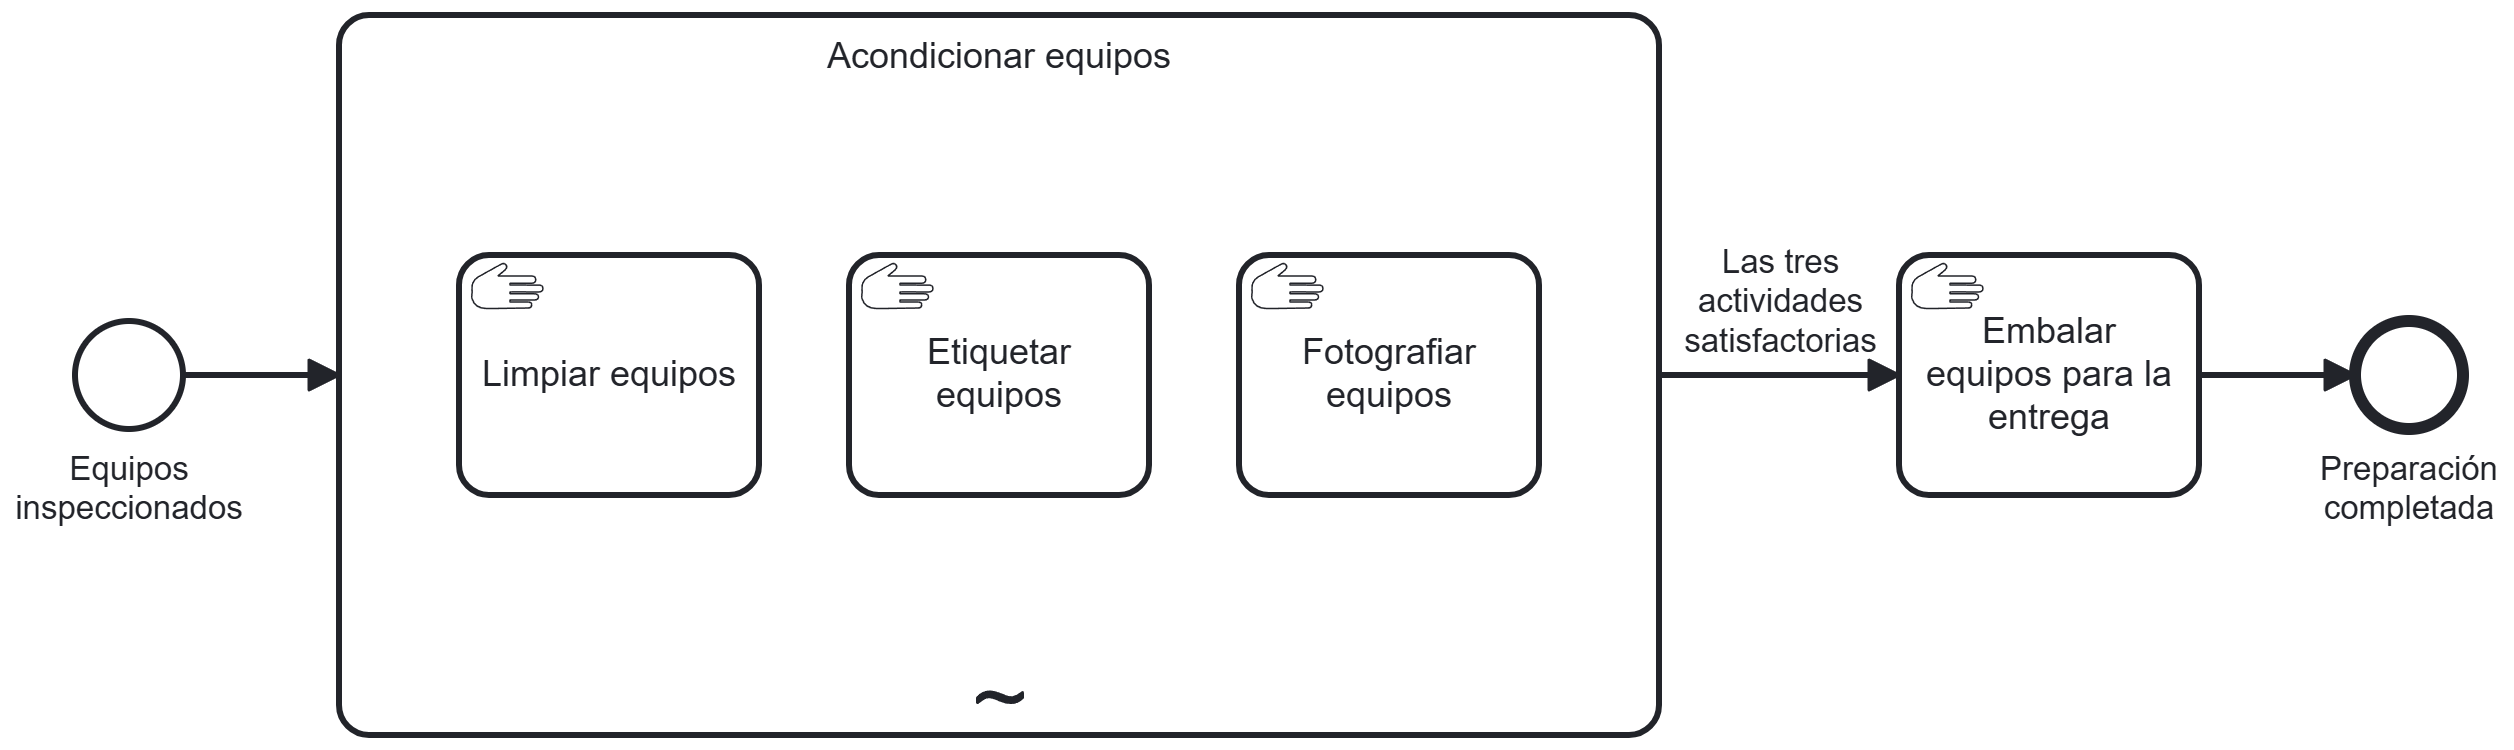 Acondicionar equipos
Equipos
inspeccionados
Limpiar equipos
Etiquetar
equipos
Fotografiar
equipos
Las tres
actividades
satisfactorias
Embalar
equipos para la
entrega
Preparación
completada